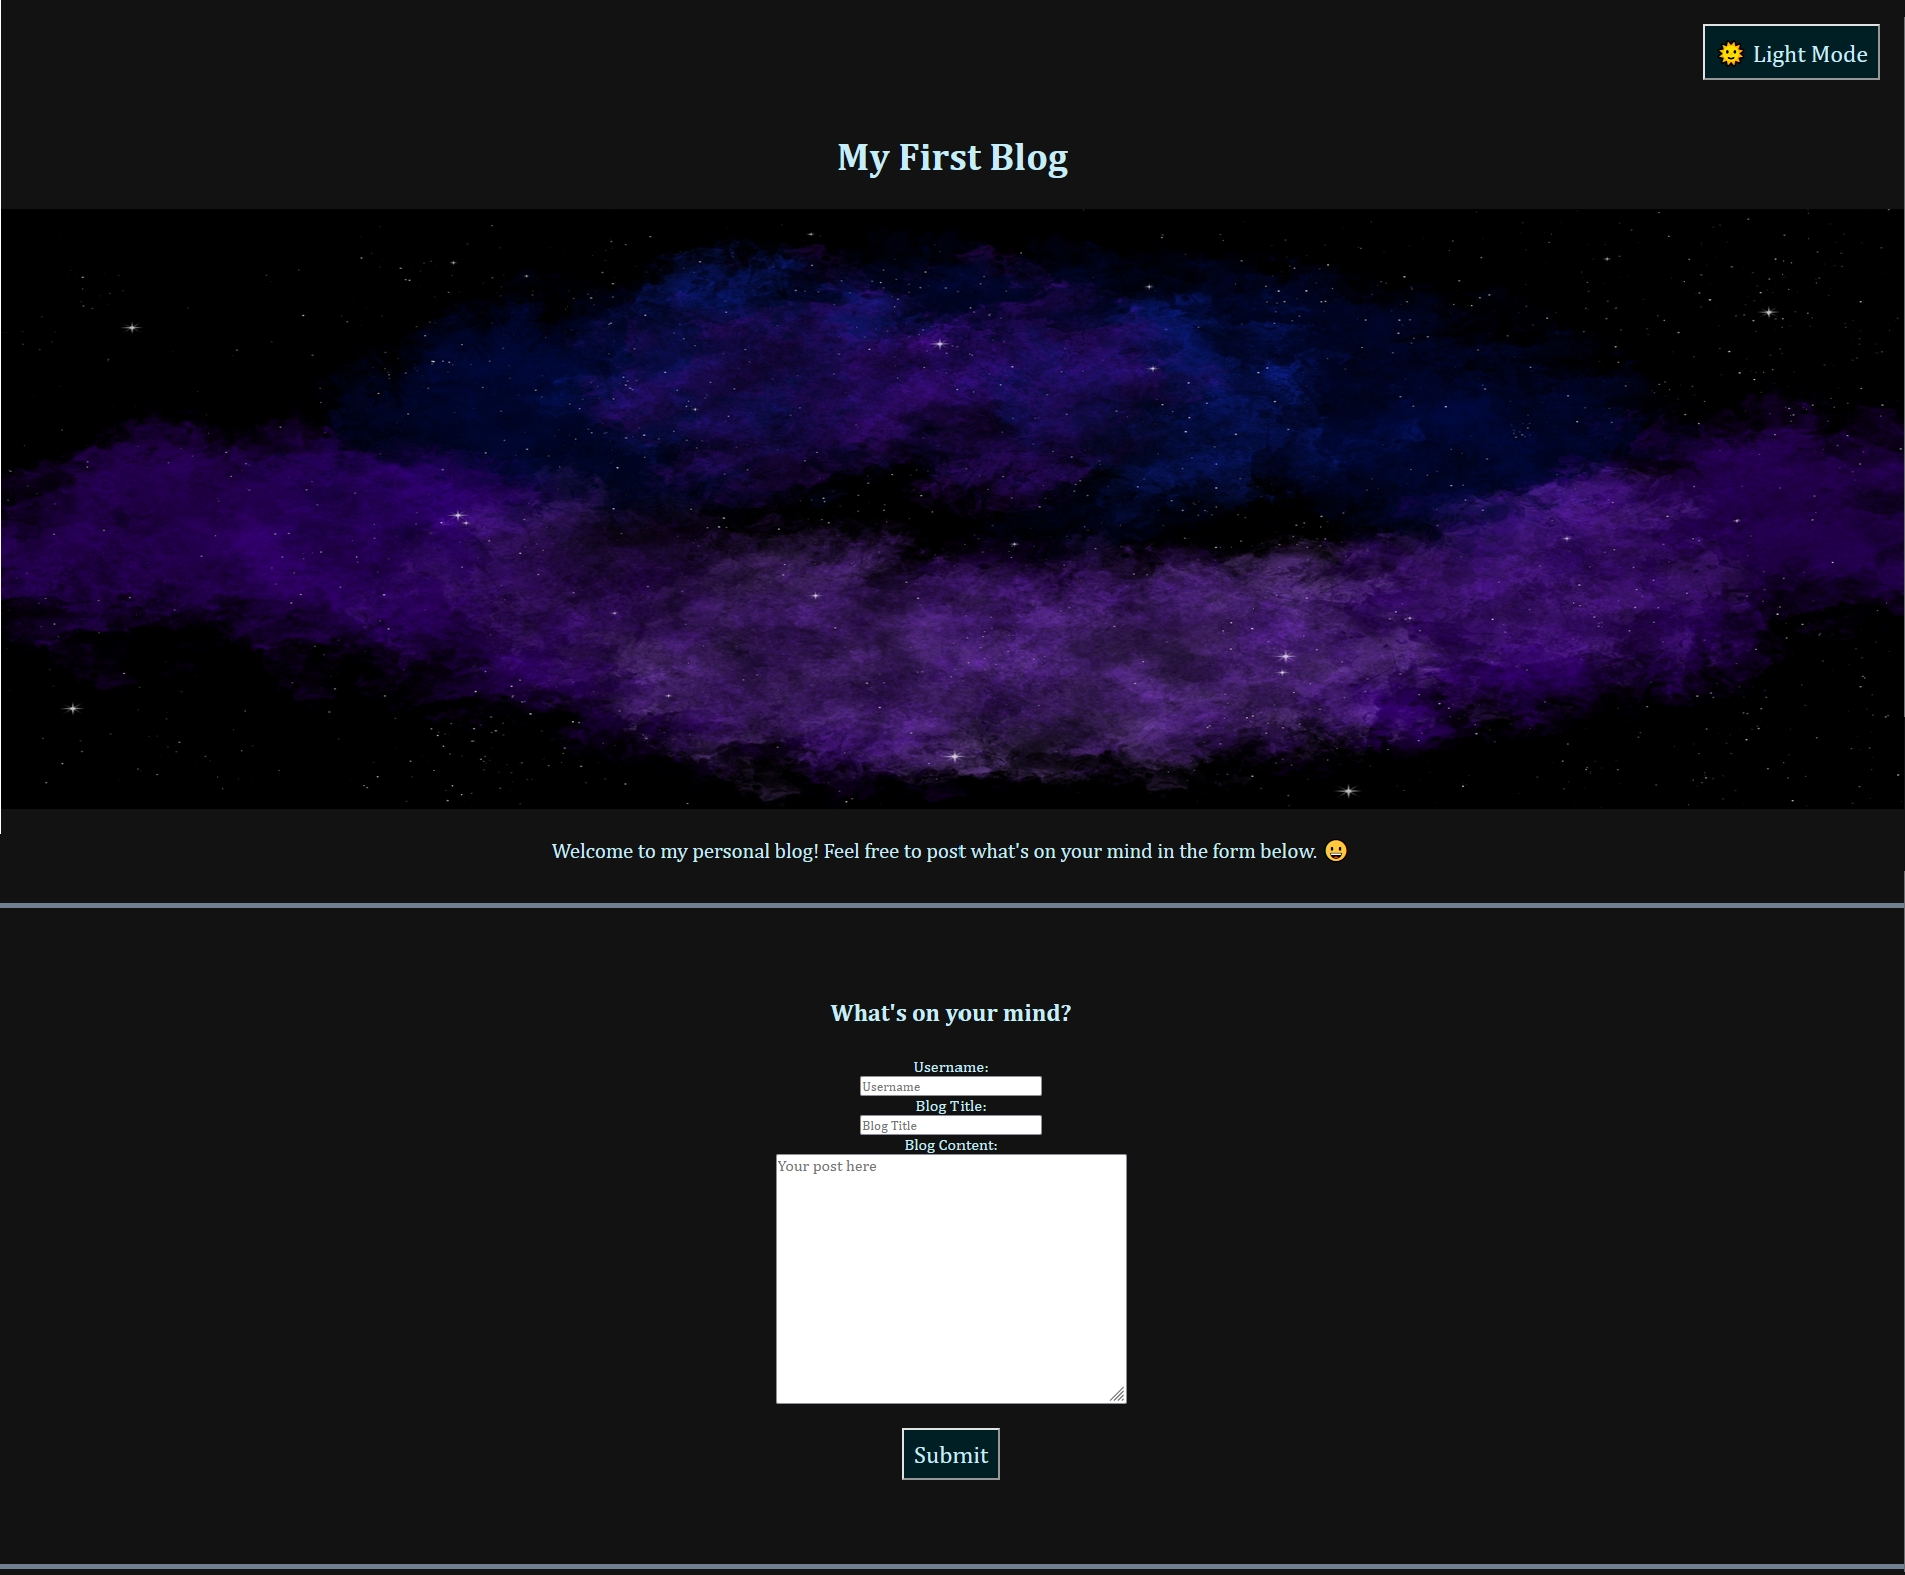 🌞 Light Mode
My First Blog
Welcome to my personal blog! Feel free to post what's on your mind in the form below. 😀
What's on your mind?
Username:
Username
Blog Title:
Blog Title
Blog Content:
Your post here
Submit